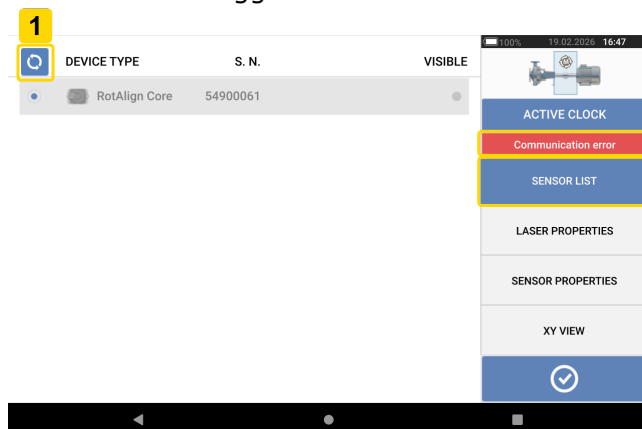 1
100% 19.02.2026 16:47
DEVICE TYPE S. N. VISIBLE
RotAlign Core 54900061
ACTIVE CLOCK
Communication error
SENSOR LIST
LASER PROPERTIES
SENSOR PROPERTIES
XY VIEW